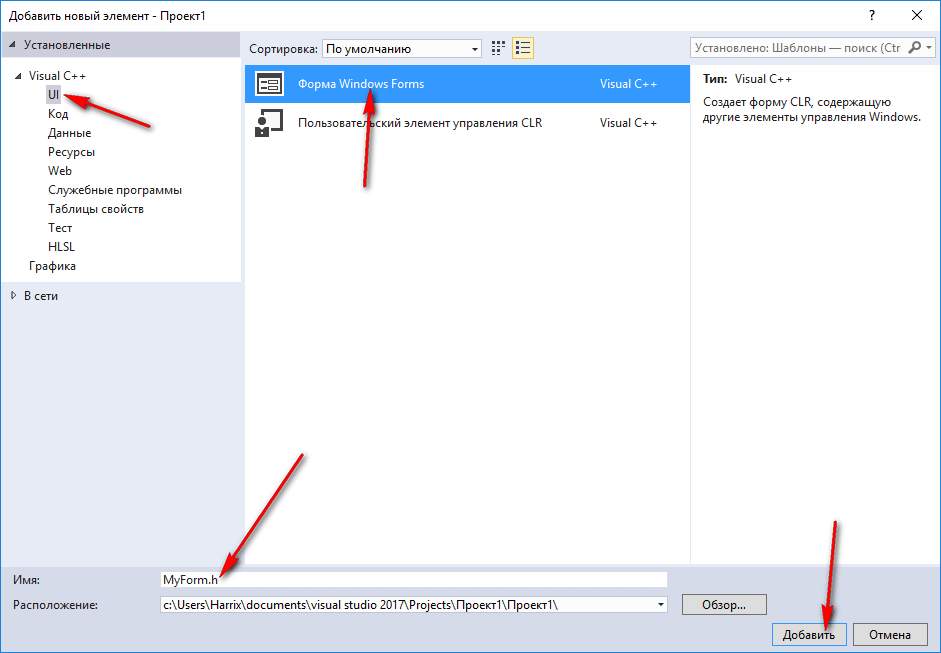 Добавить новый элемент - Проект1
?
Установленные
Сортировка: По умолчанию
Установлено: Шаблоны — поиск (Ctr
Visual C++
UI
Код
Данные
Ресурсы
Web
Служебные программы
Таблицы свойств
Тест
HLSL
Графика
В сети
Форма Windows Forms Visual C++
Пользовательский элемент управления CLR Visual C++
Тип: Visual C++
Создает форму CLR, содержащую
другие элементы управления Windows.
Имя: MyForm.h
Расположение: c:\Users\Harrix\documents\visual studio 2017\Projects\Проект1\Проект1\
Обзор...
Добавить
Отмена